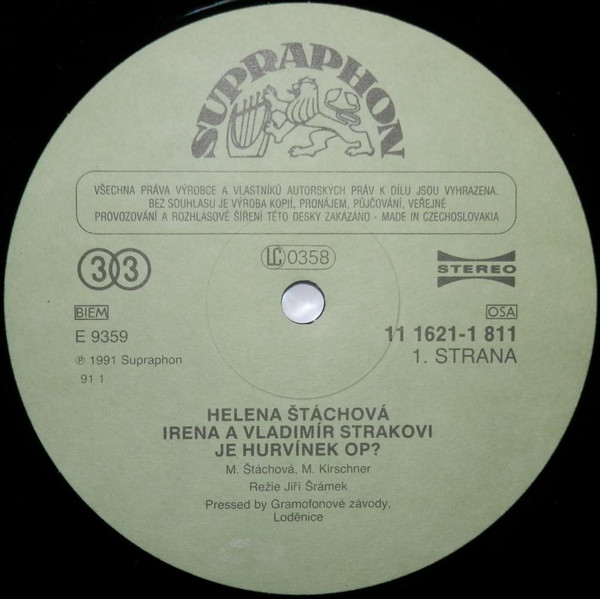 SUPRAPHON
VŠECHNA PRÁVA VÝROBCE A VLASTNÍKŮ AUTORSKÝCH PRÁV K DÍLU JSOU VYHRAZENA.
BEZ SOUHLASU JE VÝROBA KOPIÍ, PRONÁJEM, PŮJČOVÁNÍ, VEŘEJNÉ
PROVOZOVÁNÍ A ROZHLASOVÉ ŠÍŘENÍ TÉTO DESKY ZAKÁZÁNO - MADE IN CZECHOSLOVAKIA
33
LC 0358
STEREO
BIEM
OSA
E 9359
11 1621-1 811
℗ 1991 Supraphon
1. STRANA
91 1
HELENA ŠTÁCHOVÁ
IRENA A VLADIMÍR STRAKOVI
JE HURVÍNEK OP?
M. Štáchová, M. Kirschner
Režie Jiří Šrámek
Pressed by Gramofonové závody,
Loděnice